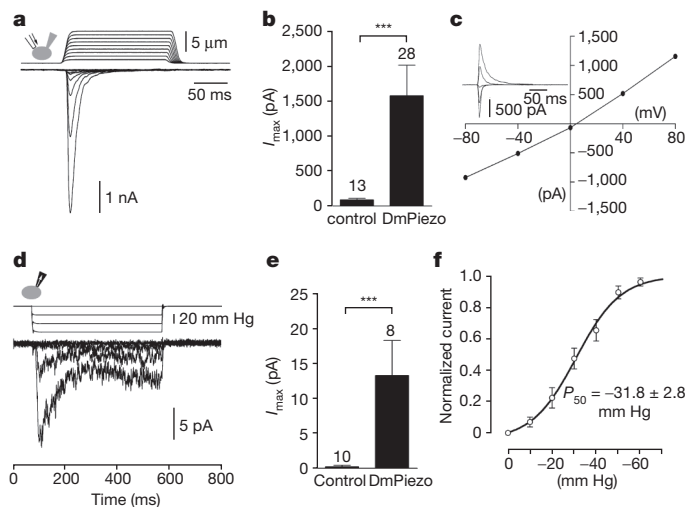 a
5 μm
50 ms
1 nA
b
***
2,500
2,000
1,500
1,000
500
0
Imax (pA)
13
28
control DmPiezo
c
1,500
1,000
500
(mV)
50 ms
500 pA
−80 −40 0 40 80
−500
−1,000
−1,500
(pA)
d
20 mm Hg
5 pA
0 200 400 600 800
Time (ms)
e
***
25
20
15
10
5
0
Imax (pA)
10
8
Control DmPiezo
f
1.0
0.8
0.6
0.4
0.2
0
Normalized current
P50 = −31.8 ± 2.8
mm Hg
0 −20 −40 −60
(mm Hg)